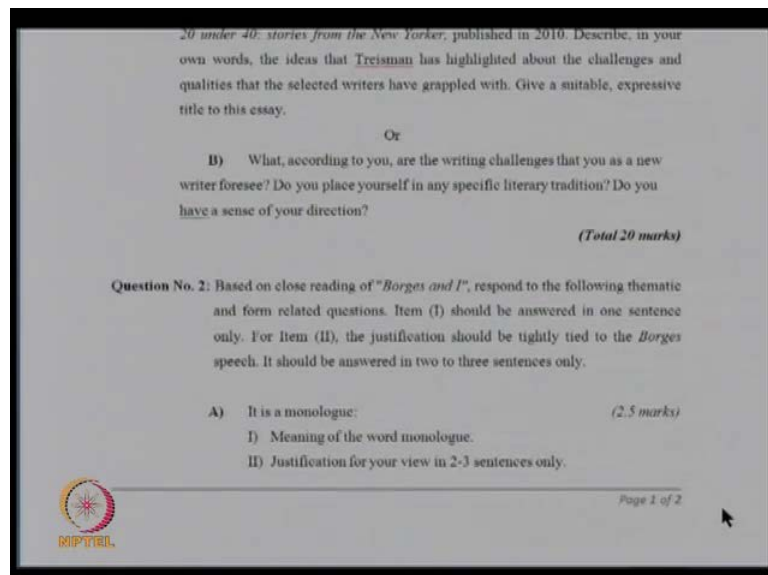 20 under 40: stories from the New Yorker, published in 2010. Describe, in your
own words, the ideas that Treisman has highlighted about the challenges and
qualities that the selected writers have grappled with. Give a suitable, expressive
title to this essay.
Or
B) What, according to you, are the writing challenges that you as a new
writer foresee? Do you place yourself in any specific literary tradition? Do you
have a sense of your direction?
(Total 20 marks)
Question No. 2: Based on close reading of "Borges and I", respond to the following thematic
and form related questions. Item (I) should be answered in one sentence
only. For Item (II), the justification should be tightly tied to the Borges
speech. It should be answered in two to three sentences only.
A) It is a monologue: (2.5 marks)
I) Meaning of the word monologue.
II) Justification for your view in 2-3 sentences only.
Page 1 of 2
NPTEL